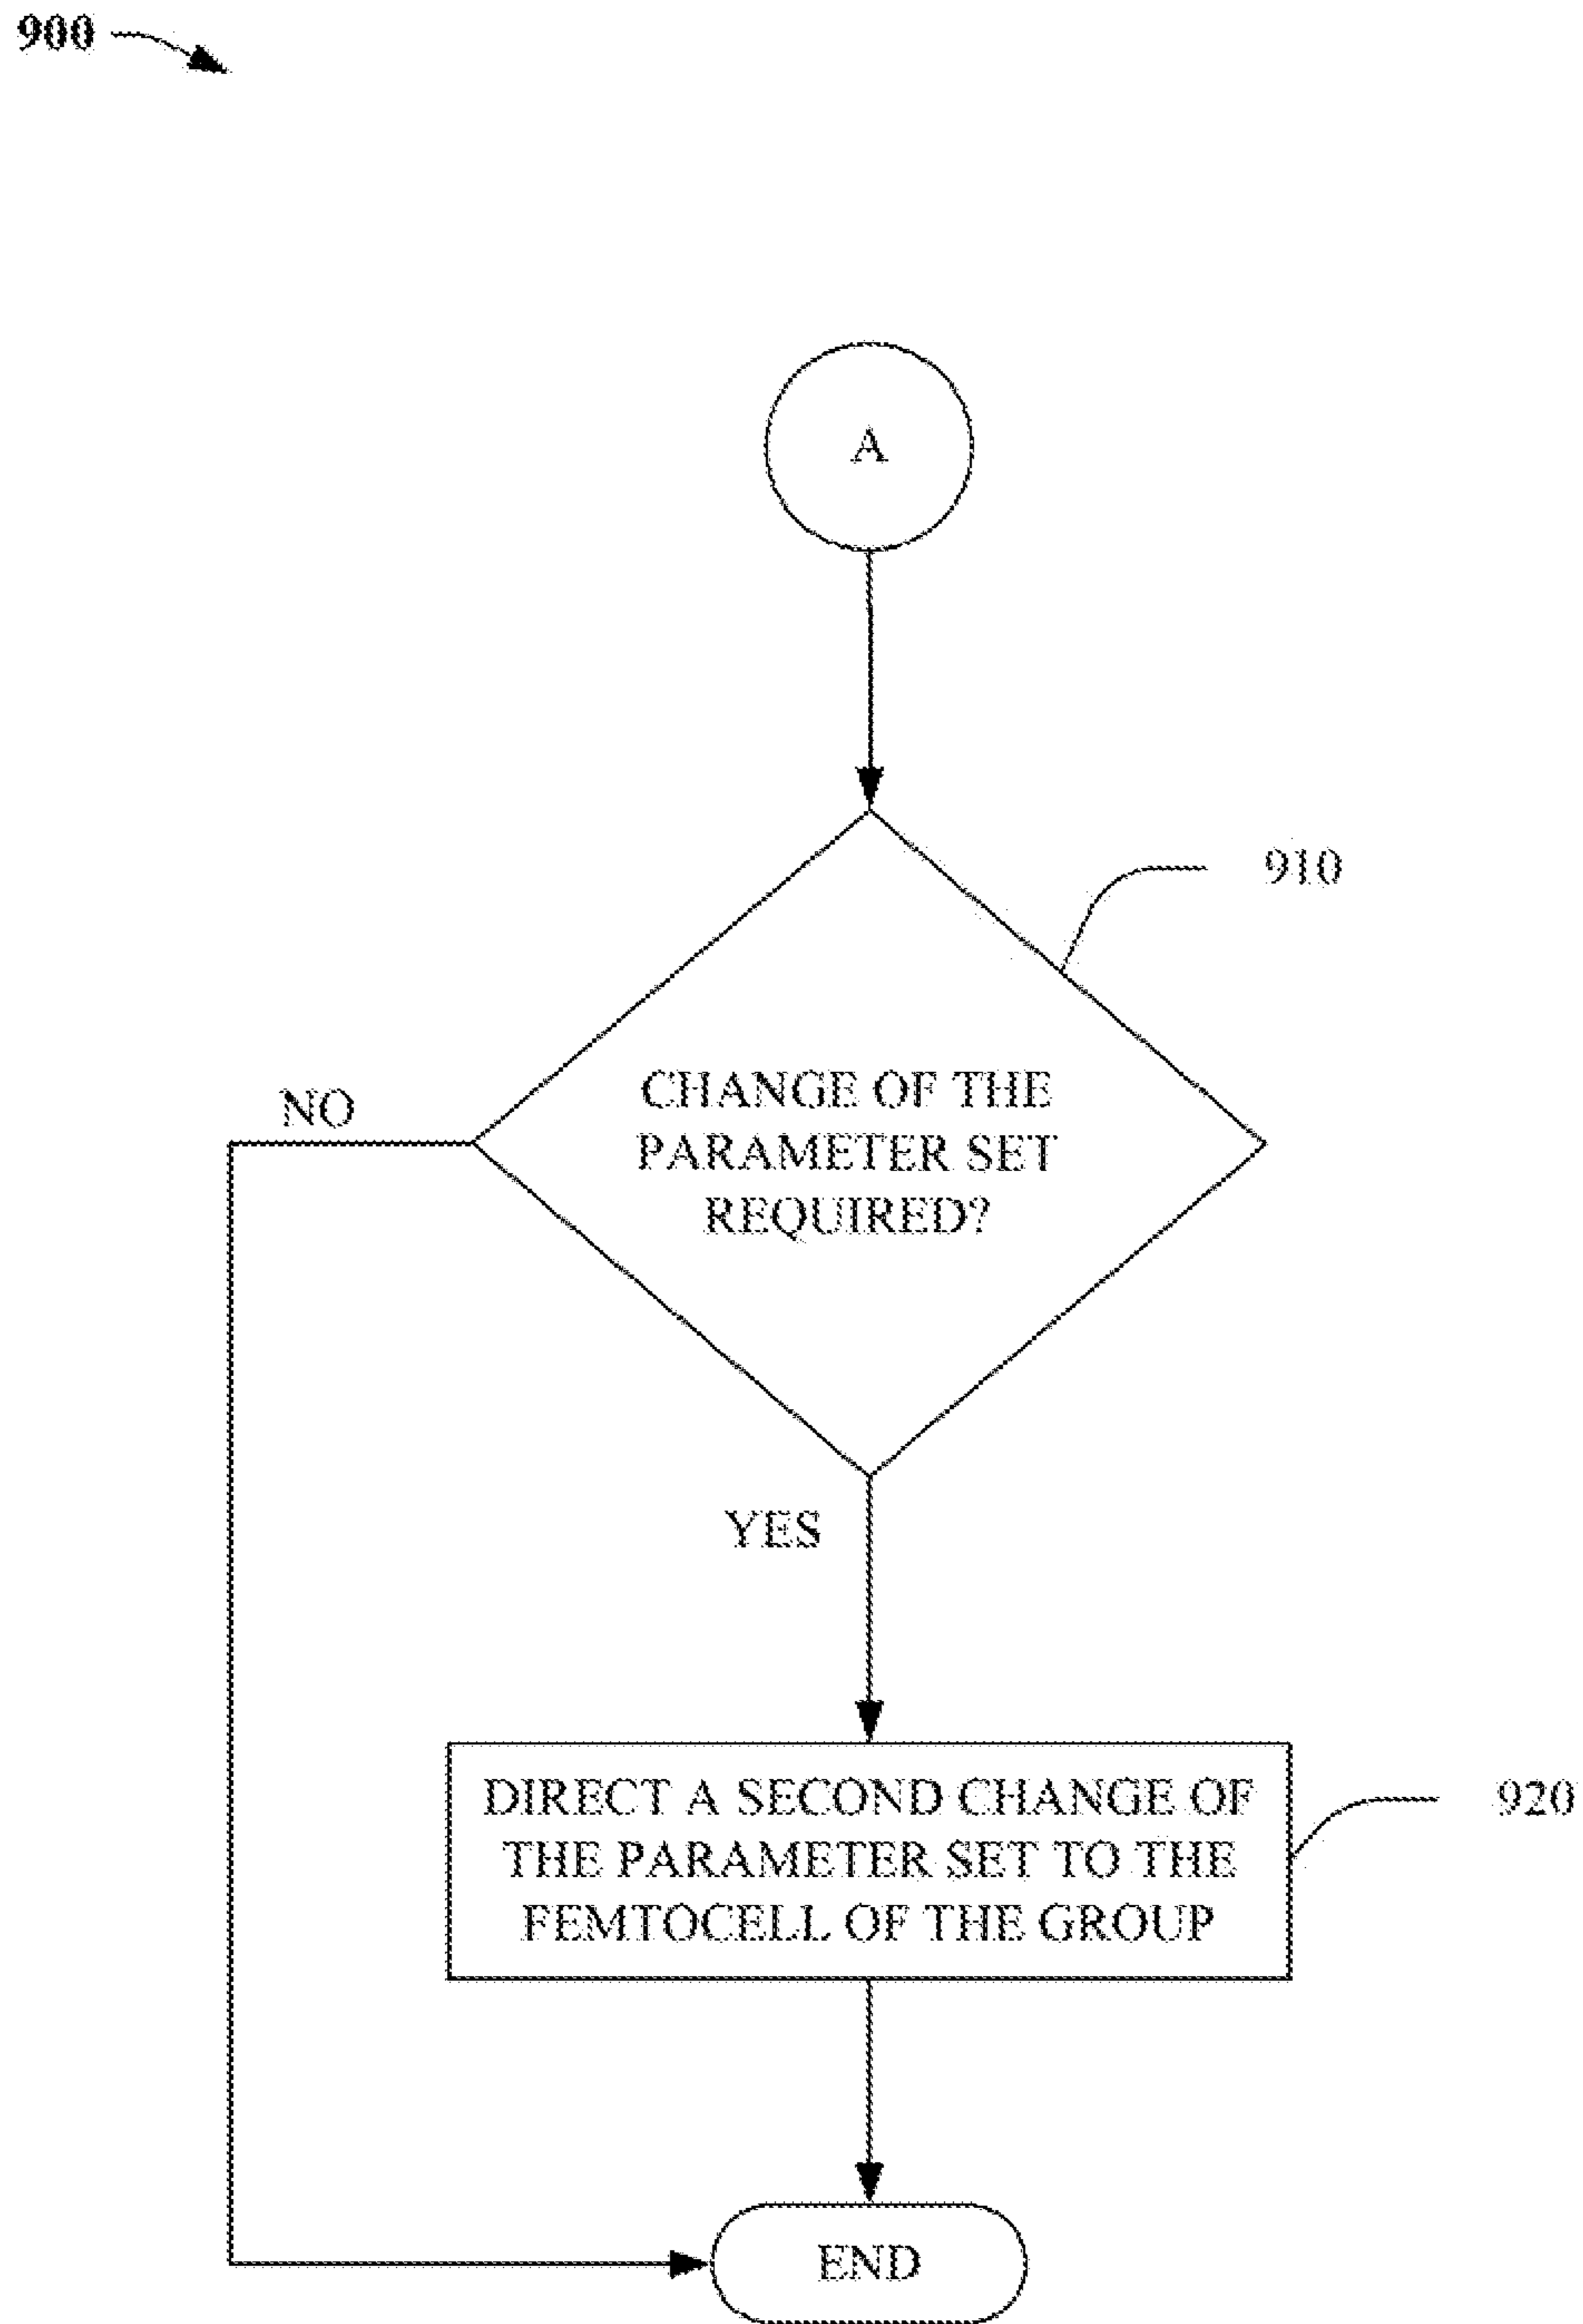 900
A
910
CHANGE OF THE
PARAMETER SET
REQUIRED?
NO
YES
DIRECT A SECOND CHANGE OF
THE PARAMETER SET TO THE
FEMTOCELL OF THE GROUP
920
END